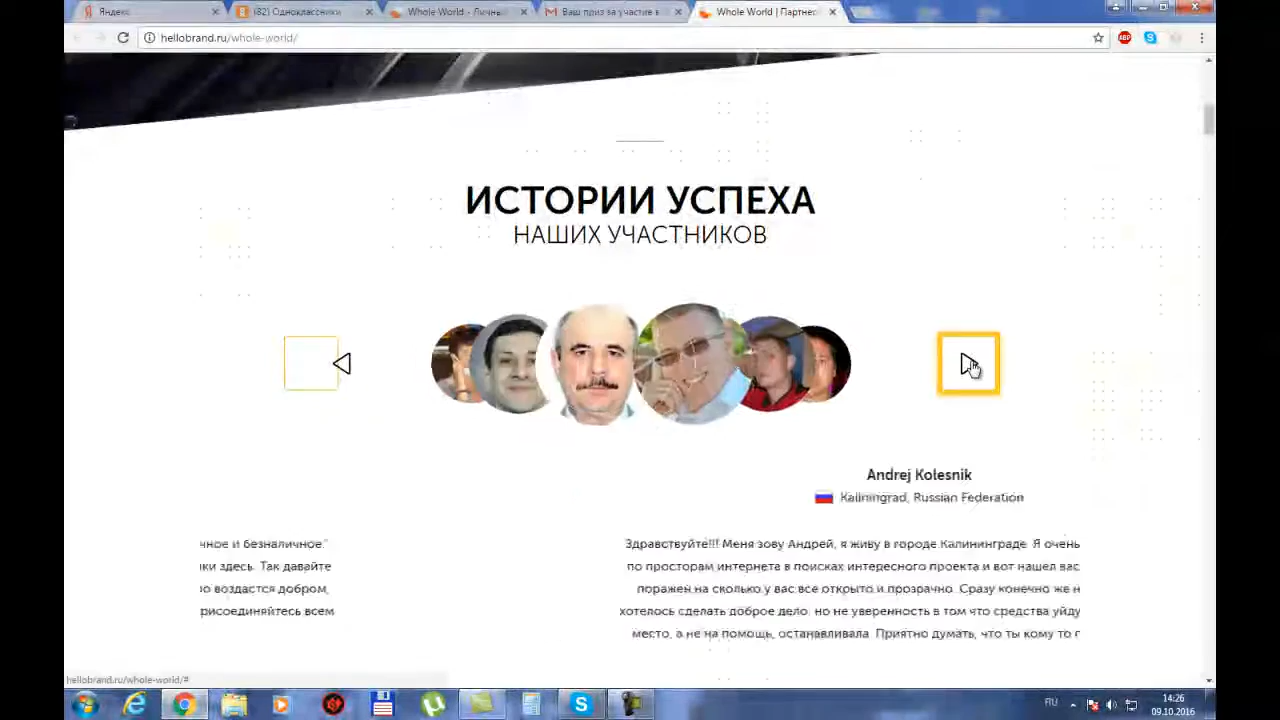 Яндекс
(82) Одноклассники
Whole World - Личны
Ваш приз за участие в
Whole World | Партне
hellobrand.ru/whole-world/
ABP
ИСТОРИИ УСПЕХА
НАШИХ УЧАСТНИКОВ
Andrej Kolesnik
Kaliningrad, Russian Federation
чное и безналичное."
ки здесь. Так давайте
о воздастся добром,
рисоединяйтесь всем
Здравствуйте!!! Меня зову Андрей, я живу в городе Калининграде. Я очень
по просторам интернета в поисках интересного проекта и вот нашел вас
поражен на сколько у вас все открыто и прозрачно. Сразу конечно же н
хотелось сделать доброе дело, но не уверенность в том что средства уйду
место, а не на помощь, останавливала. Приятно думать, что ты кому то г
hellobrand.ru/whole-world/#
RU
14:26
09.10.2016